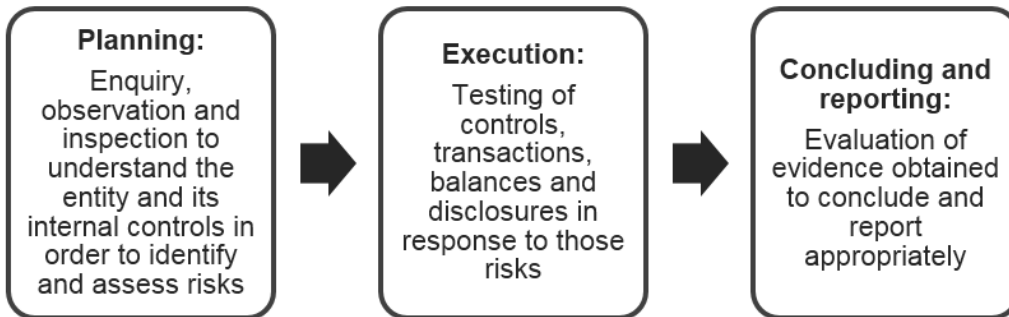 Planning:
Enquiry,
observation and
inspection to
understand the
entity and its
internal controls in
order to identify
and assess risks
Execution:
Testing of
controls,
transactions,
balances and
disclosures in
response to those
risks
Concluding and
reporting:
Evaluation of
evidence obtained
to conclude and
report
appropriately